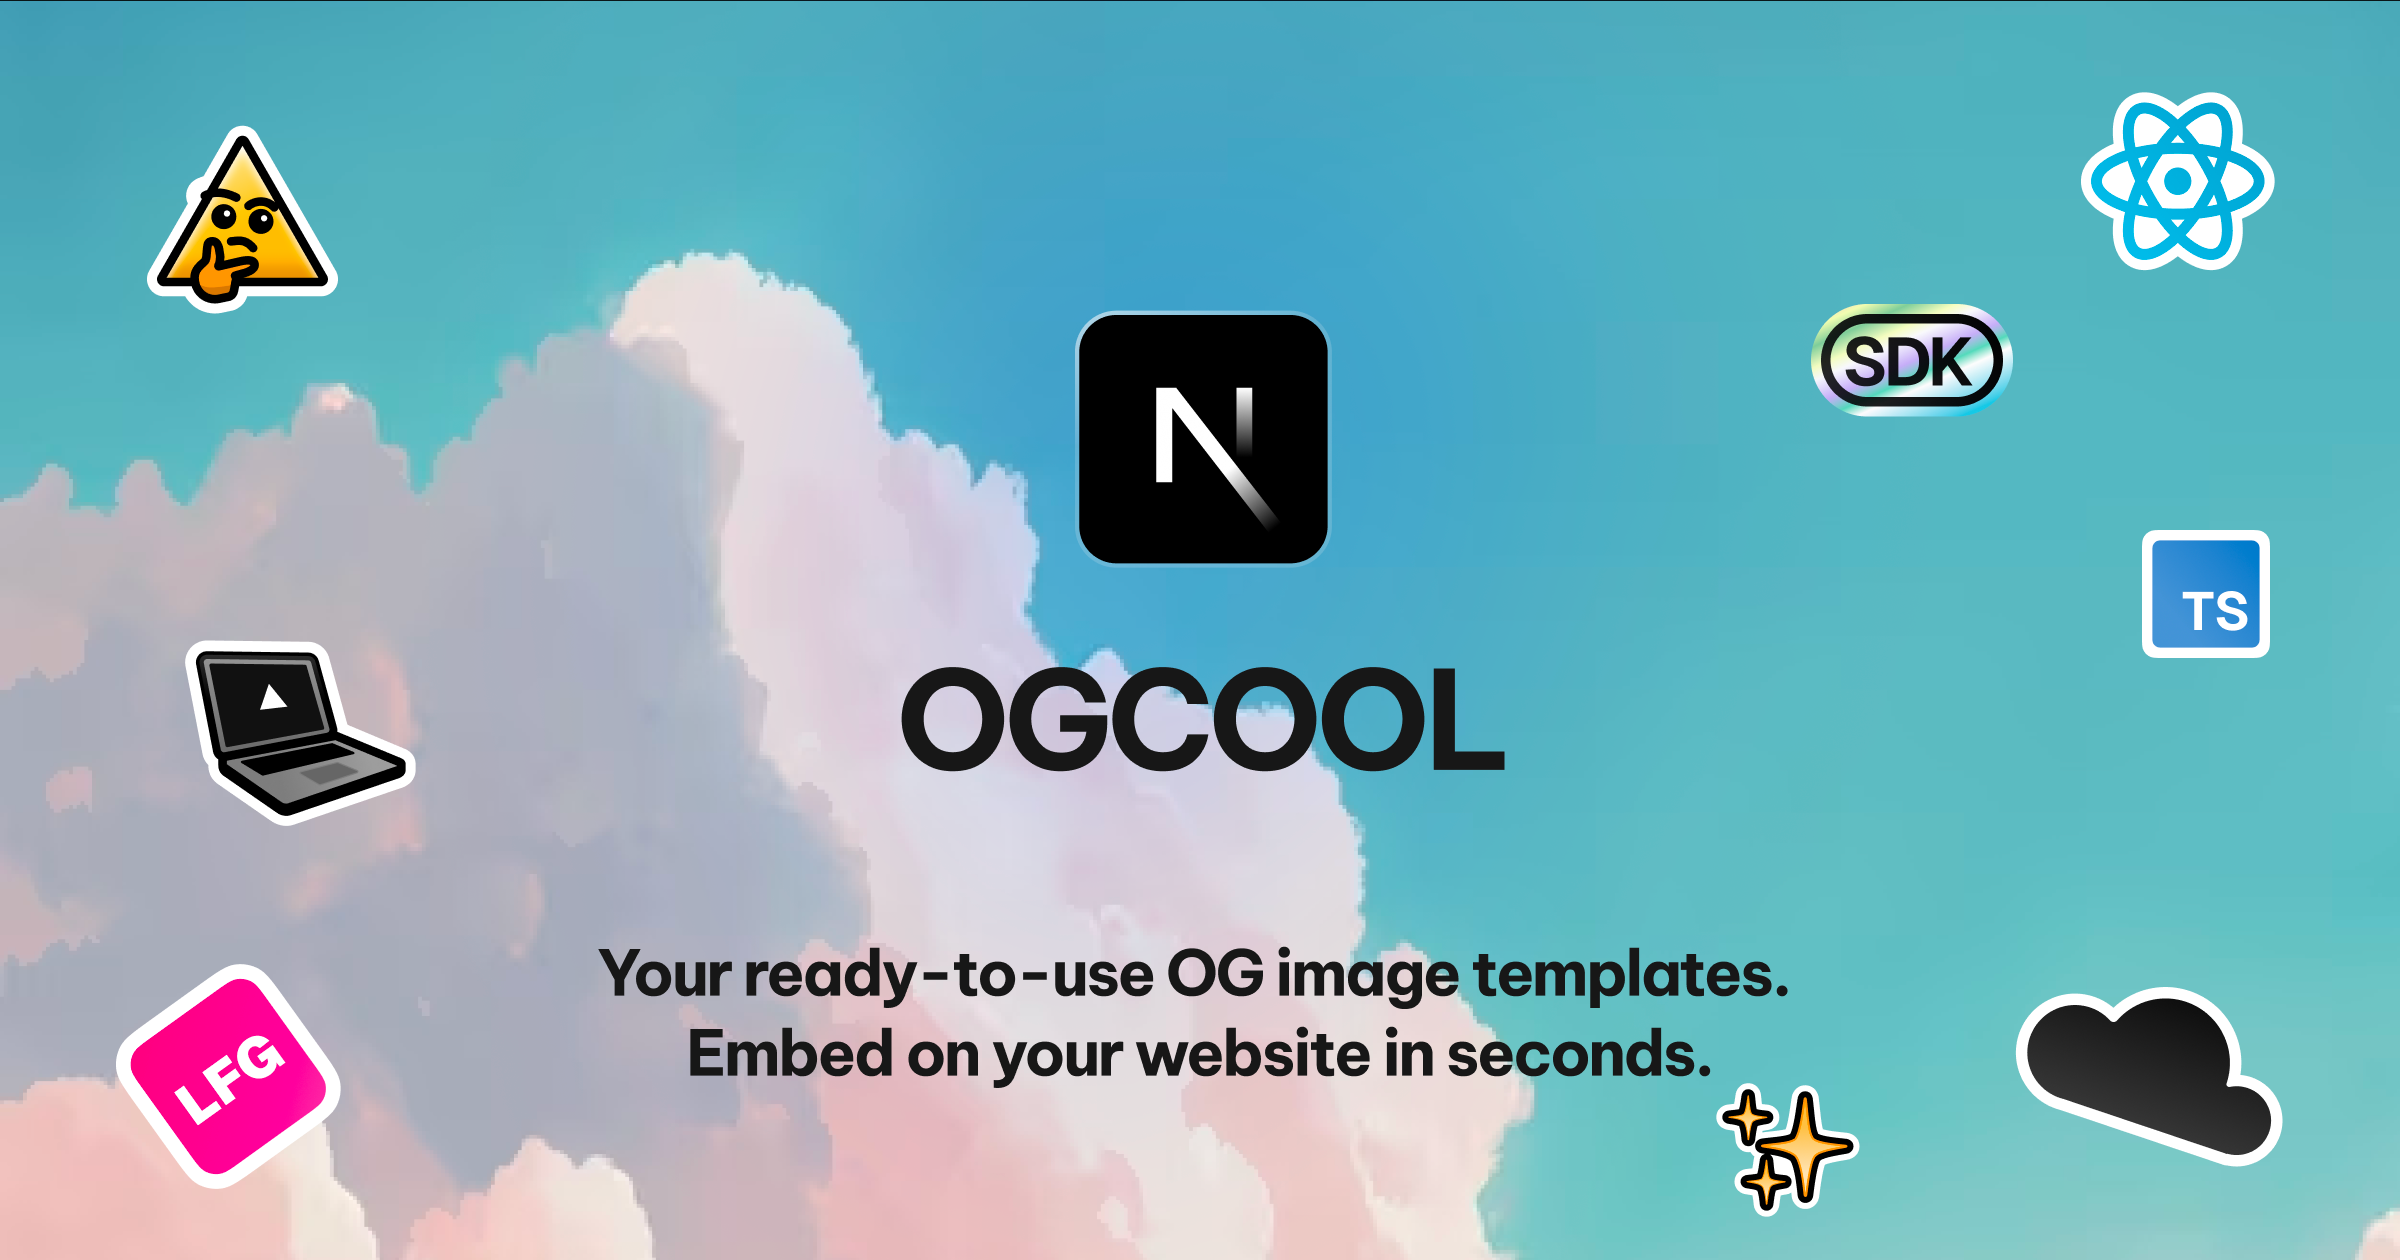 SDK
N
TS
OGCOOL
Your ready-to-use OG image templates.
Embed on your website in seconds.
LFG